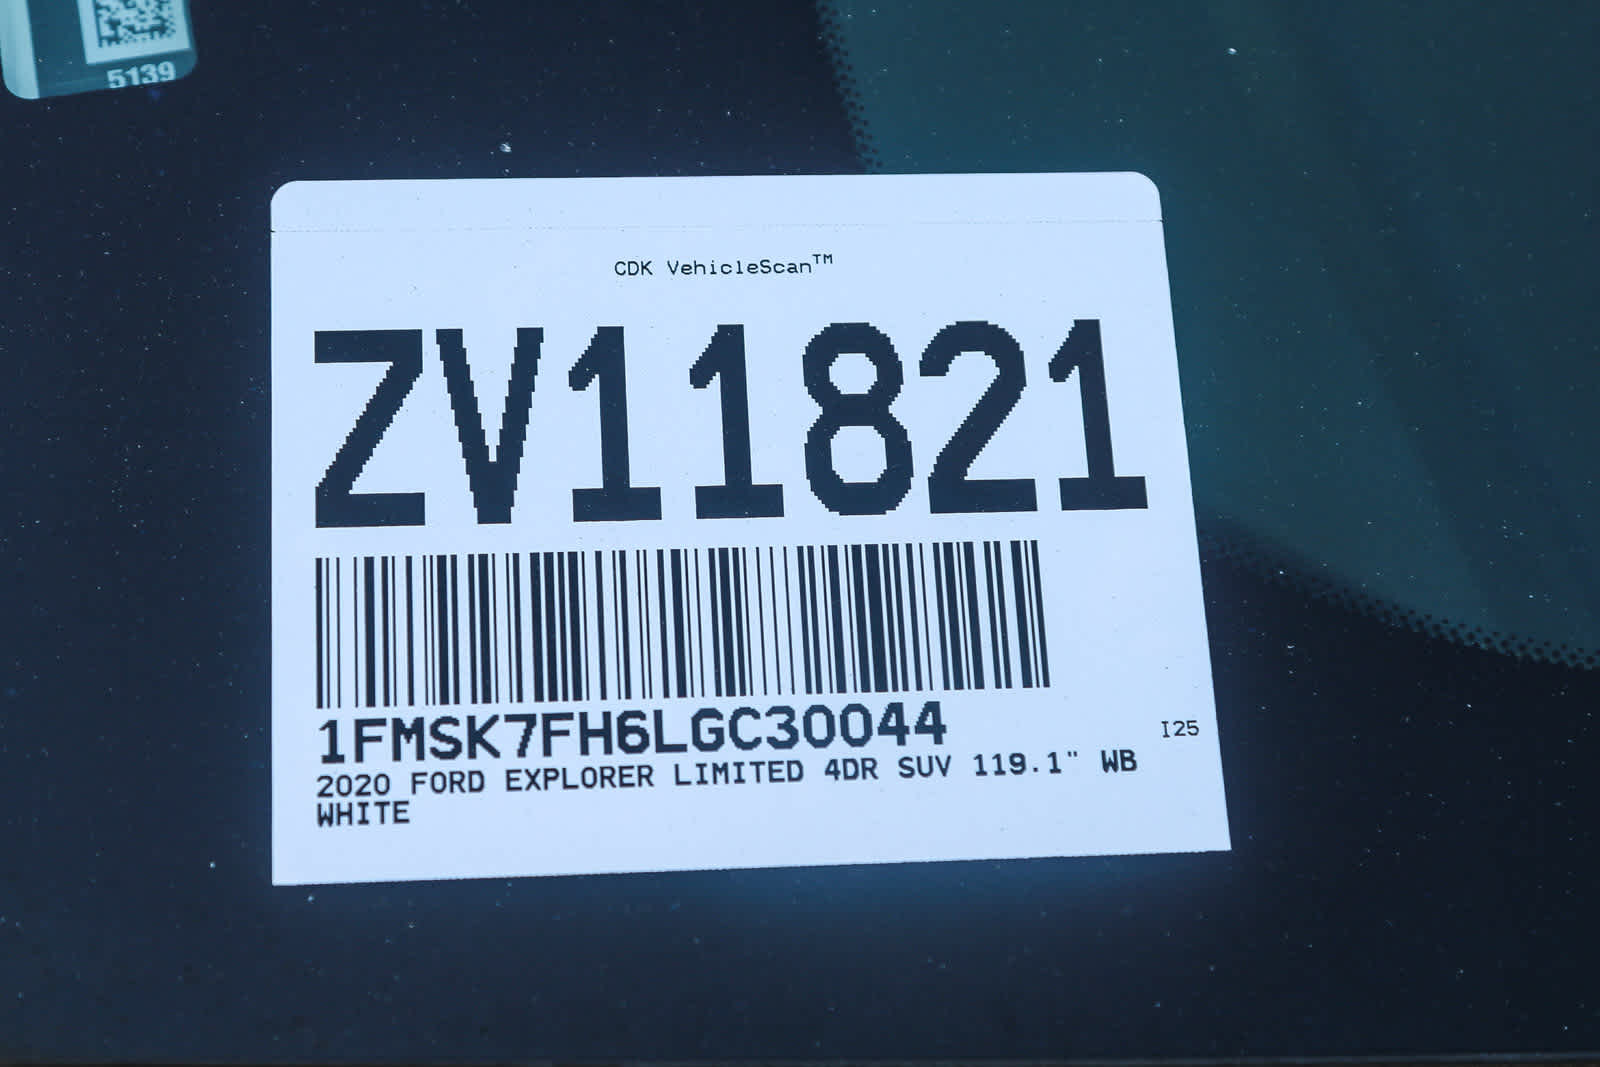 5139
CDK VehicleScan™
ZV11821
1FMSK7FH6LGC30044
I25
2020 FORD EXPLORER LIMITED 4DR SUV 119.1" WB
WHITE